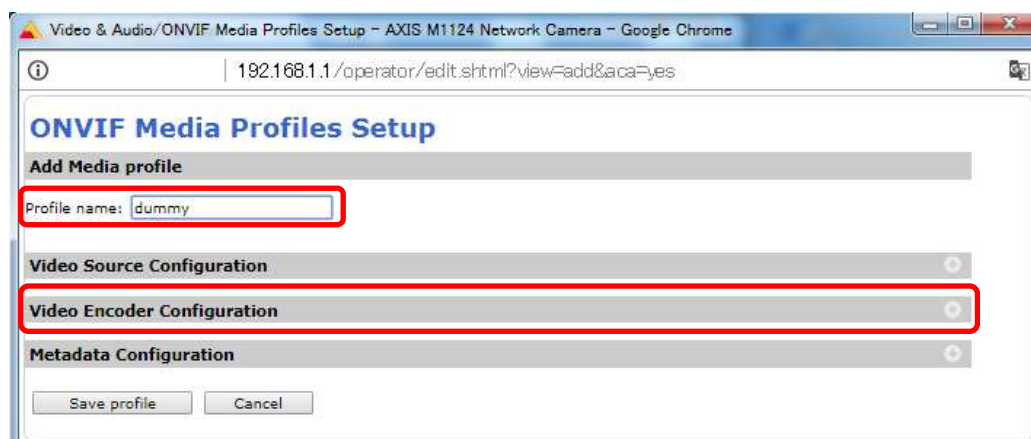 Video & Audio/ONVIF Media Profiles Setup - AXIS M1124 Network Camera - Google Chrome
192.168.1.1/operator/edit.shtml?view=add&aca=yes
ONVIF Media Profiles Setup
Add Media profile
Profile name: dummy
Video Source Configuration
Video Encoder Configuration
Metadata Configuration
Save profile Cancel